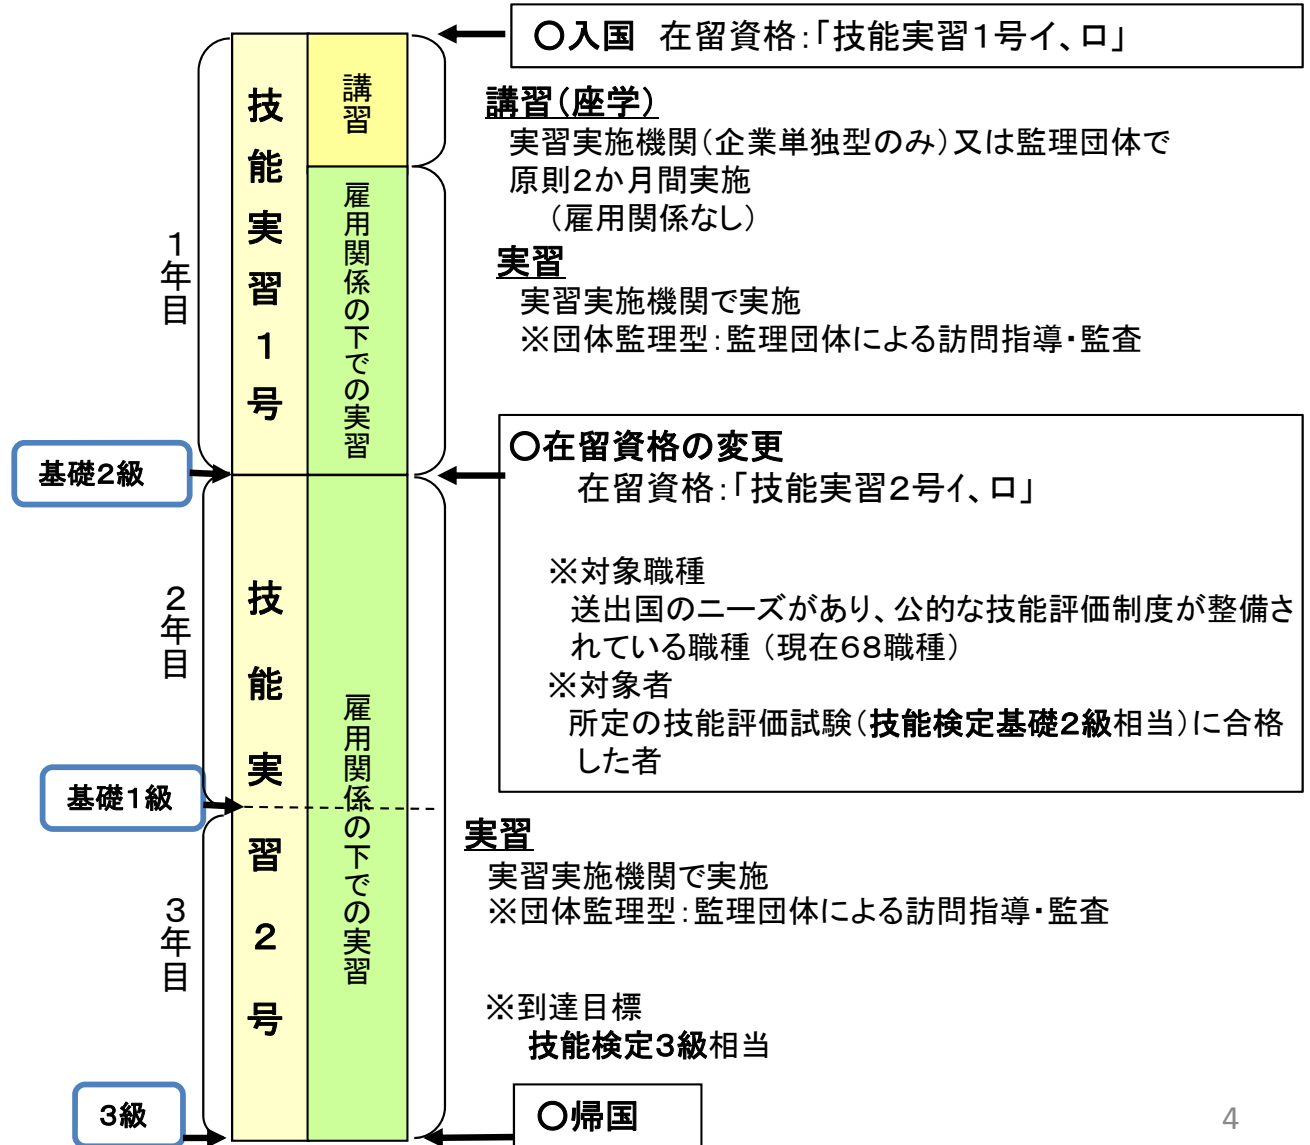 ○入国　在留資格：「技能実習１号イ、ロ」
講習
技能実習１号
講習（座学）
実習実施機関（企業単独型のみ）又は監理団体で
原則２か月間実施
（雇用関係なし）
雇用関係の下での実習
１年目
実習
実習実施機関で実施
※団体監理型：監理団体による訪問指導・監査
基礎２級
○在留資格の変更
在留資格：「技能実習２号イ、ロ」
※対象職種
送出国のニーズがあり、公的な技能評価制度が整備さ
れている職種（現在６８職種）
※対象者
所定の技能評価試験（技能検定基礎２級相当）に合格
した者
２年目
技能実習２号
雇用関係の下での実習
基礎１級
実習
実習実施機関で実施
※団体監理型：監理団体による訪問指導・監査
３年目
※到達目標
技能検定３級相当
３級
○帰国
4